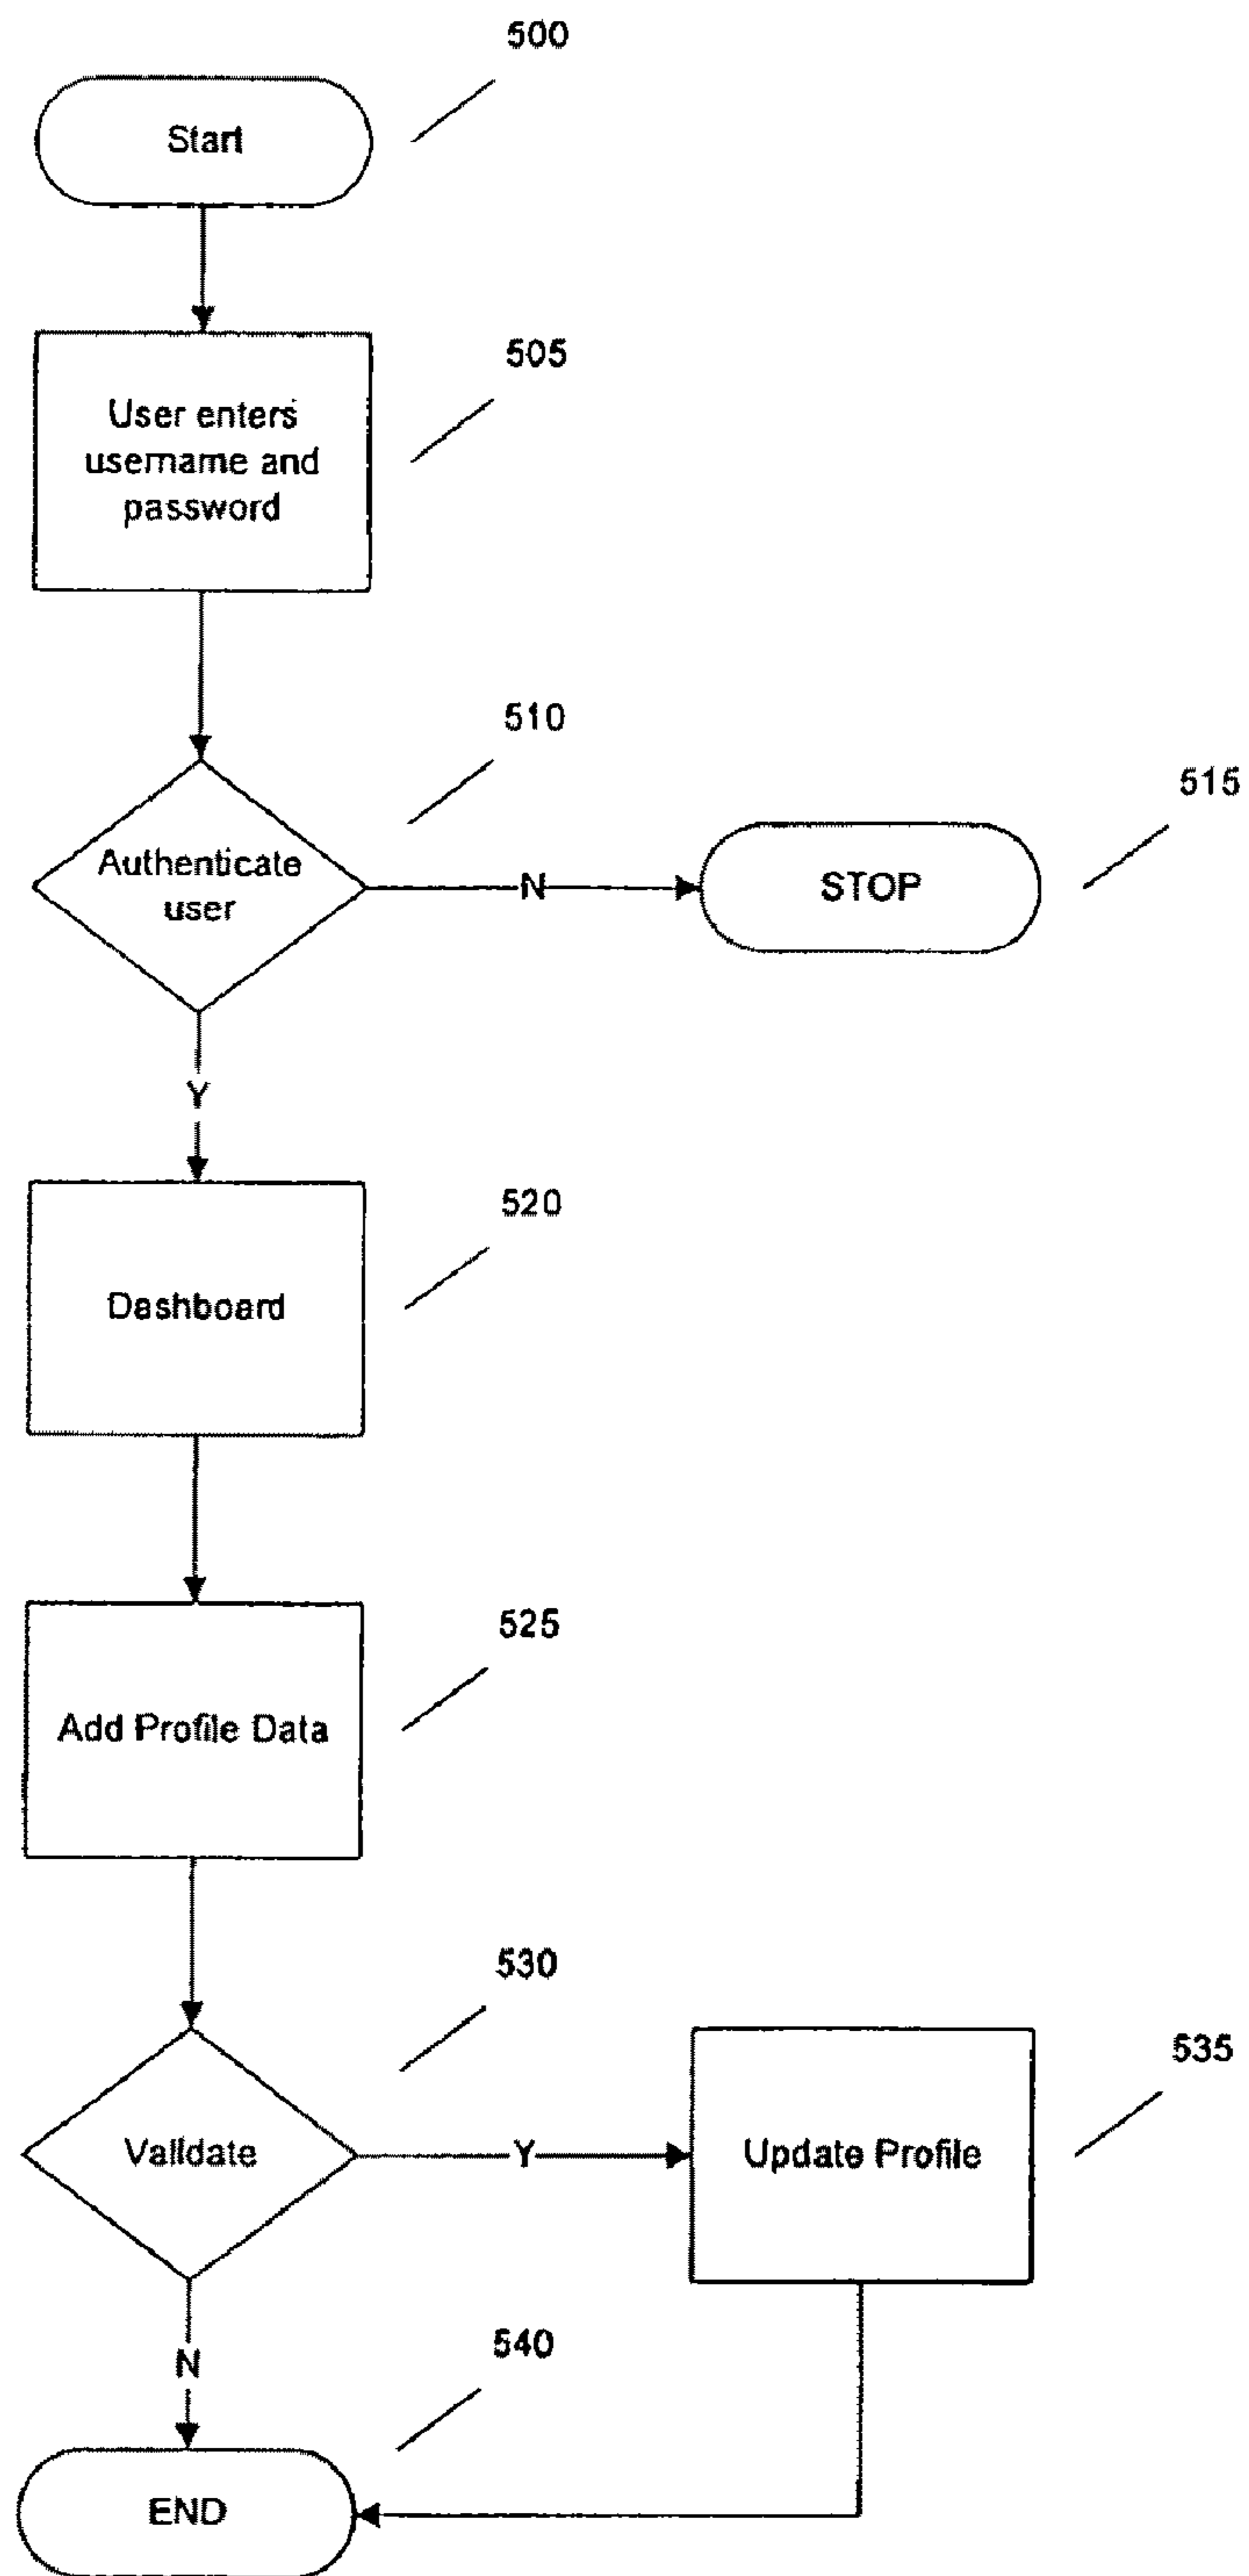 500
Start
505
User enters
username and
password
510
515
Authenticate
user
N
STOP
Y
520
Dashboard
525
Add Profile Data
530
535
Validate
Y
Update Profile
N
540
END